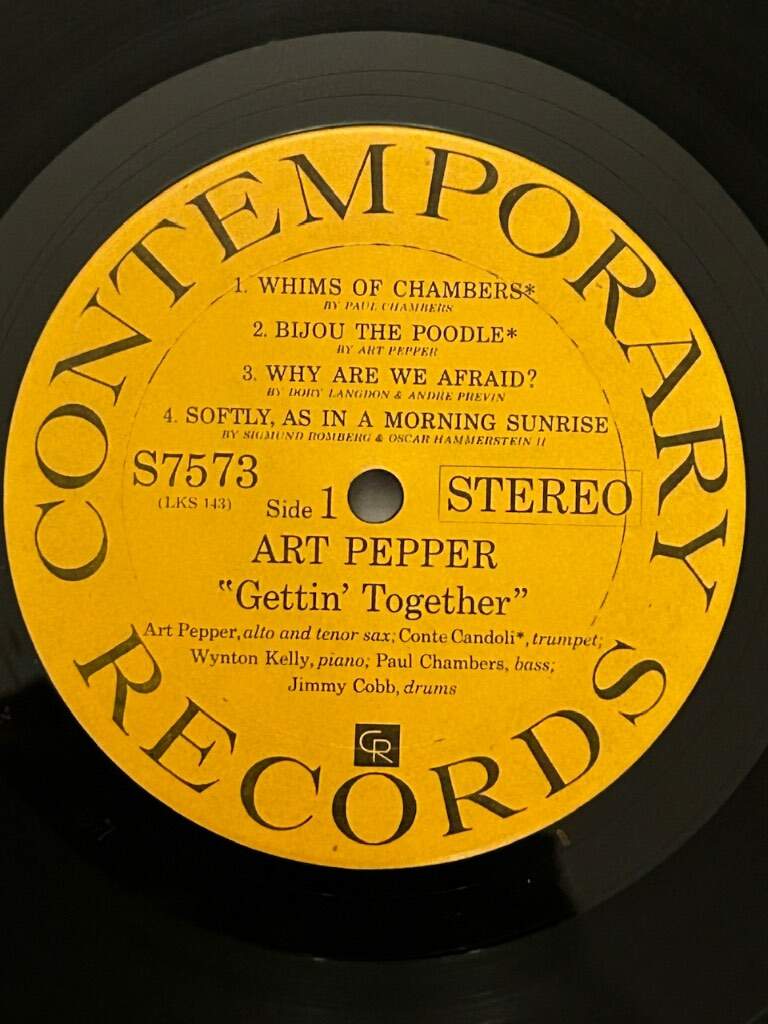 CONTEMPORARY
1. WHIMS OF CHAMBERS*
BY PAUL CHAMBERS
2. BIJOU THE POODLE*
BY ART PEPPER
3. WHY ARE WE AFRAID?
BY DORY LANGDON & ANDRE PREVIN
4. SOFTLY, AS IN A MORNING SUNRISE
BY SIGMUND ROMBERG & OSCAR HAMMERSTEIN II
S7573
(LKS 143)
Side 1
STEREO
ART PEPPER
"Gettin' Together"
Art Pepper, alto and tenor sax; Conte Candoli*, trumpet;
Wynton Kelly, piano; Paul Chambers, bass;
Jimmy Cobb, drums
CR
RECORDS